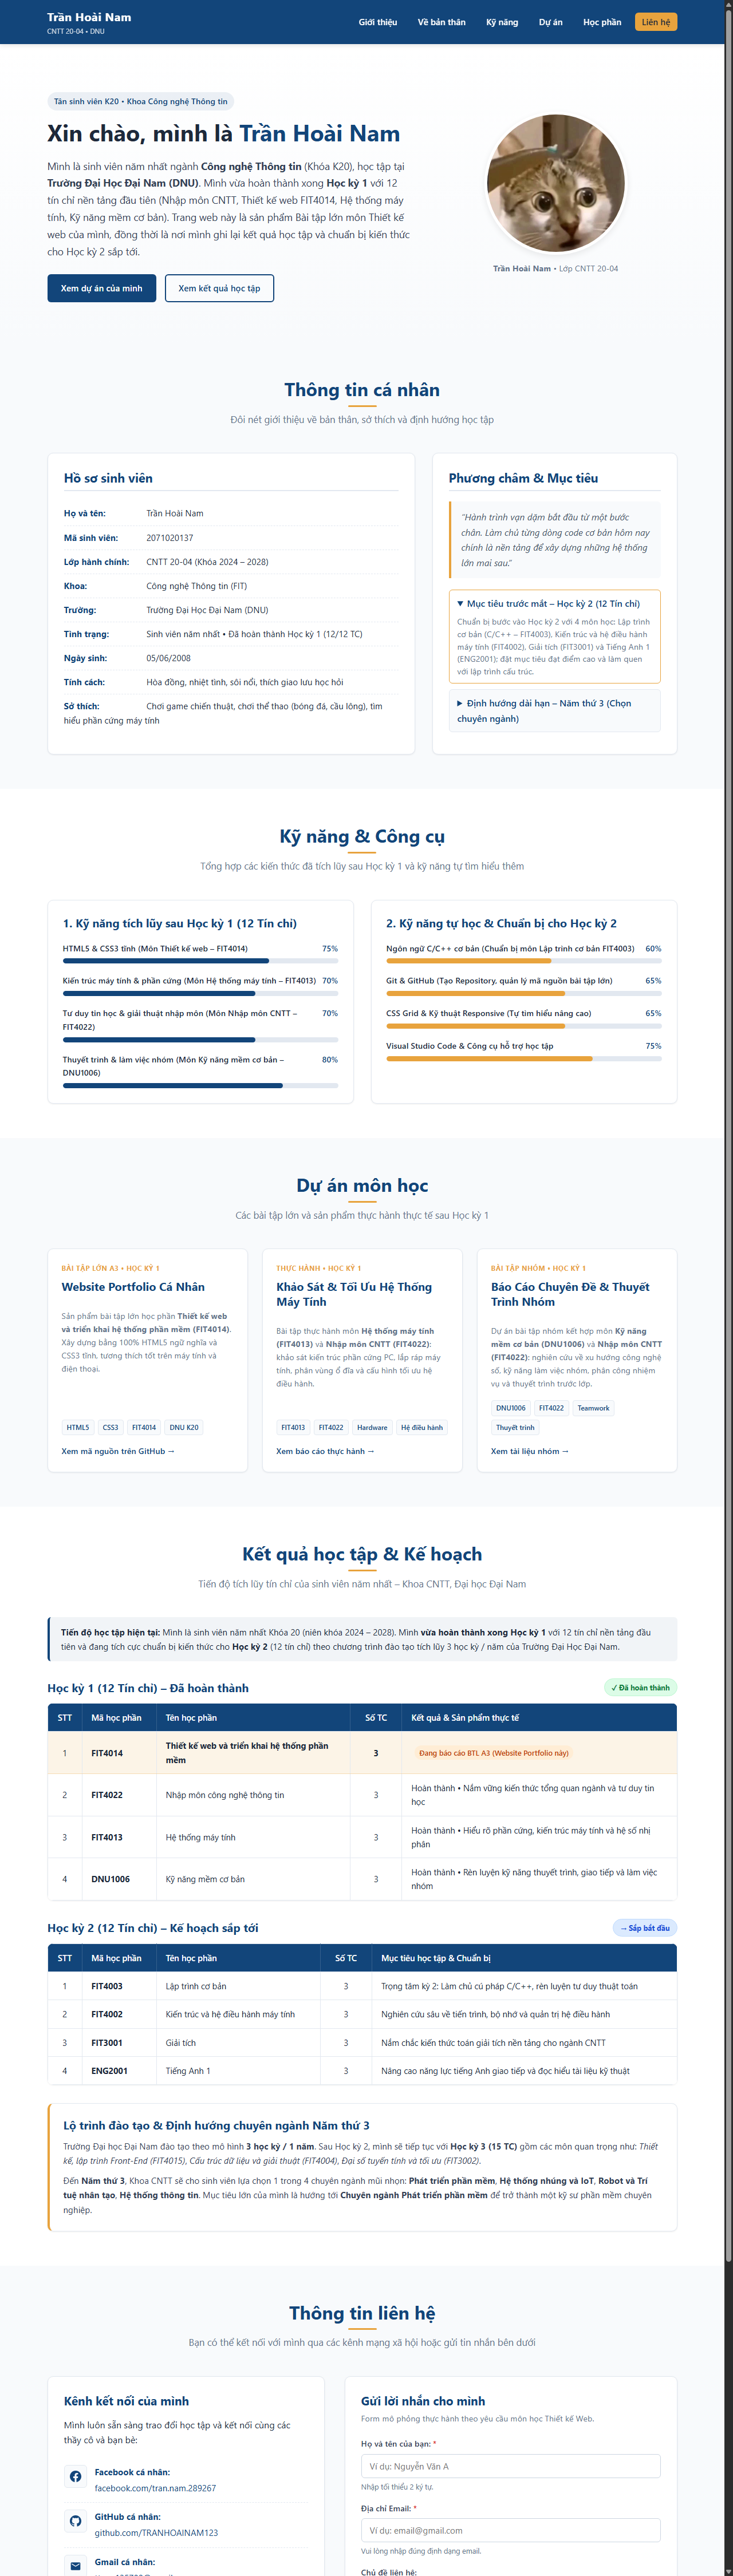 Trần Hoài Nam
CNTT 20-04 • DNU
Giới thiệu
Về bản thân
Kỹ năng
Dự án
Học phần
Liên hệ
Tân sinh viên K20 • Khoa Công nghệ Thông tin
Xin chào, mình là Trần Hoài Nam
Mình là sinh viên năm nhất ngành Công nghệ Thông tin (Khóa K20), học tập tại
Trường Đại Học Đại Nam (DNU). Mình vừa hoàn thành xong Học kỳ 1 với 12
tín chỉ nền tảng đầu tiên (Nhập môn CNTT, Thiết kế web FIT4014, Hệ thống máy
tính, Kỹ năng mềm cơ bản). Trang web này là sản phẩm Bài tập lớn môn Thiết kế
web của mình, đồng thời là nơi mình ghi lại kết quả học tập và chuẩn bị kiến thức
cho Học kỳ 2 sắp tới.
Xem dự án của mình
Xem kết quả học tập
Trần Hoài Nam • Lớp CNTT 20-04
Thông tin cá nhân
Đôi nét giới thiệu về bản thân, sở thích và định hướng học tập
Hồ sơ sinh viên
Họ và tên: Trần Hoài Nam
Mã sinh viên: 2071020137
Lớp hành chính: CNTT 20-04 (Khóa 2024 – 2028)
Khoa: Công nghệ Thông tin (FIT)
Trường: Trường Đại Học Đại Nam (DNU)
Tình trạng: Sinh viên năm nhất • Đã hoàn thành Học kỳ 1 (12/12 TC)
Ngày sinh: 05/06/2008
Tính cách: Hòa đồng, nhiệt tình, sôi nổi, thích giao lưu học hỏi
Sở thích: Chơi game chiến thuật, chơi thể thao (bóng đá, cầu lông), tìm
hiểu phần cứng máy tính
Phương châm & Mục tiêu
"Hành trình vạn dặm bắt đầu từ một bước
chân. Làm chủ từng dòng code cơ bản hôm nay
chính là nền tảng để xây dựng những hệ thống
lớn mai sau."
▼ Mục tiêu trước mắt – Học kỳ 2 (12 Tín chỉ)
Chuẩn bị bước vào Học kỳ 2 với 4 môn học: Lập trình
cơ bản (C/C++ – FIT4003), Kiến trúc và hệ điều hành
máy tính (FIT4002), Giải tích (FIT3001) và Tiếng Anh 1
(ENG2001); đặt mục tiêu đạt điểm cao và làm quen
với lập trình cấu trúc.
▶ Định hướng dài hạn – Năm thứ 3 (Chọn
chuyên ngành)
Kỹ năng & Công cụ
Tổng hợp các kiến thức đã tích lũy sau Học kỳ 1 và kỹ năng tự tìm hiểu thêm
1. Kỹ năng tích lũy sau Học kỳ 1 (12 Tín chỉ)
HTML5 & CSS3 tĩnh (Môn Thiết kế web – FIT4014) 75%
Kiến trúc máy tính & phần cứng (Môn Hệ thống máy tính – FIT4013) 70%
Tư duy tin học & giải thuật nhập môn (Môn Nhập môn CNTT – 70%
FIT4022)
Thuyết trình & làm việc nhóm (Môn Kỹ năng mềm cơ bản – 80%
DNU1006)
2. Kỹ năng tự học & Chuẩn bị cho Học kỳ 2
Ngôn ngữ C/C++ cơ bản (Chuẩn bị môn Lập trình cơ bản FIT4003) 60%
Git & GitHub (Tạo Repository, quản lý mã nguồn bài tập lớn) 65%
CSS Grid & Kỹ thuật Responsive (Tự tìm hiểu nâng cao) 65%
Visual Studio Code & Công cụ hỗ trợ học tập 75%
Dự án môn học
Các bài tập lớn và sản phẩm thực hành thực tế sau Học kỳ 1
BÀI TẬP LỚN A3 • HỌC KỲ 1
Website Portfolio Cá Nhân
Sản phẩm bài tập lớn học phần Thiết kế web
và triển khai hệ thống phần mềm (FIT4014).
Xây dựng bằng 100% HTML5 ngữ nghĩa và
CSS3 tĩnh, tương thích tốt trên máy tính và
điện thoại.
HTML5 CSS3 FIT4014 DNU K20
Xem mã nguồn trên GitHub →
THỰC HÀNH • HỌC KỲ 1
Khảo Sát & Tối Ưu Hệ Thống
Máy Tính
Bài tập thực hành môn Hệ thống máy tính
(FIT4013) và Nhập môn CNTT (FIT4022):
khảo sát kiến trúc phần cứng PC, lắp ráp máy
tính, phân vùng ổ đĩa và cấu hình tối ưu hệ
điều hành.
FIT4013 FIT4022 Hardware Hệ điều hành
Xem báo cáo thực hành →
BÀI TẬP NHÓM • HỌC KỲ 1
Báo Cáo Chuyên Đề & Thuyết
Trình Nhóm
Dự án bài tập nhóm kết hợp môn Kỹ năng
mềm cơ bản (DNU1006) và Nhập môn CNTT
(FIT4022): nghiên cứu về xu hướng công nghệ
số, kỹ năng làm việc nhóm, phân công nhiệm
vụ và thuyết trình trước lớp.
DNU1006 FIT4022 Teamwork
Thuyết trình
Xem tài liệu nhóm →
Kết quả học tập & Kế hoạch
Tiến độ tích lũy tín chỉ của sinh viên năm nhất – Khoa CNTT, Đại học Đại Nam
Tiến độ học tập hiện tại: Mình là sinh viên năm nhất Khóa 20 (niên khóa 2024 – 2028). Mình vừa hoàn thành xong Học kỳ 1 với 12 tín chỉ nền tảng đầu
tiên và đang tích cực chuẩn bị kiến thức cho Học kỳ 2 (12 tín chỉ) theo chương trình đào tạo tích lũy 3 học kỳ / năm của Trường Đại Học Đại Nam.
Học kỳ 1 (12 Tín chỉ) – Đã hoàn thành
✓ Đã hoàn thành
STT Mã học phần Tên học phần Số TC Kết quả & Sản phẩm thực tế
1 FIT4014 Thiết kế web và triển khai hệ thống phần 3 Đang báo cáo BTL A3 (Website Portfolio này)
mềm
2 FIT4022 Nhập môn công nghệ thông tin 3 Hoàn thành • Nắm vững kiến thức tổng quan ngành và tư duy tin
học
3 FIT4013 Hệ thống máy tính 3 Hoàn thành • Hiểu rõ phần cứng, kiến trúc máy tính và hệ số nhị
phân
4 DNU1006 Kỹ năng mềm cơ bản 3 Hoàn thành • Rèn luyện kỹ năng thuyết trình, giao tiếp và làm việc
nhóm
Học kỳ 2 (12 Tín chỉ) – Kế hoạch sắp tới
→ Sắp bắt đầu
STT Mã học phần Tên học phần Số TC Mục tiêu học tập & Chuẩn bị
1 FIT4003 Lập trình cơ bản 3 Trọng tâm kỳ 2: Làm chủ cú pháp C/C++, rèn luyện tư duy thuật toán
2 FIT4002 Kiến trúc và hệ điều hành máy tính 3 Nghiên cứu sâu về tiến trình, bộ nhớ và quản trị hệ điều hành
3 FIT3001 Giải tích 3 Nắm chắc kiến thức toán giải tích nền tảng cho ngành CNTT
4 ENG2001 Tiếng Anh 1 3 Nâng cao năng lực tiếng Anh giao tiếp và đọc hiểu tài liệu kỹ thuật
Lộ trình đào tạo & Định hướng chuyên ngành Năm thứ 3
Trường Đại học Đại Nam đào tạo theo mô hình 3 học kỳ / 1 năm. Sau Học kỳ 2, mình sẽ tiếp tục với Học kỳ 3 (15 TC) gồm các môn quan trọng như: Thiết
kế, lập trình Front-End (FIT4015), Cấu trúc dữ liệu và giải thuật (FIT4004), Đại số tuyến tính và tối ưu (FIT3002).
Đến Năm thứ 3, Khoa CNTT sẽ cho sinh viên lựa chọn 1 trong 4 chuyên ngành mũi nhọn: Phát triển phần mềm, Hệ thống nhúng và IoT, Robot và Trí
tuệ nhân tạo, Hệ thống thông tin. Mục tiêu lớn của mình là hướng tới Chuyên ngành Phát triển phần mềm để trở thành một kỹ sư phần mềm chuyên
nghiệp.
Thông tin liên hệ
Bạn có thể kết nối với mình qua các kênh mạng xã hội hoặc gửi tin nhắn bên dưới
Kênh kết nối của mình
Mình luôn sẵn sàng trao đổi học tập và kết nối cùng các
thầy cô và bạn bè:
Facebook cá nhân:
facebook.com/tran.nam.289267
GitHub cá nhân:
github.com/TRANHOAINAM123
Gmail cá nhân:
Gửi lời nhắn cho mình
Form mô phỏng thực hành theo yêu cầu môn học Thiết kế Web.
Họ và tên của bạn: *
Ví dụ: Nguyễn Văn A
Nhập tối thiểu 2 ký tự.
Địa chỉ Email: *
Ví dụ: email@gmail.com
Vui lòng nhập đúng định dạng email.
Chủ đề liên hệ: